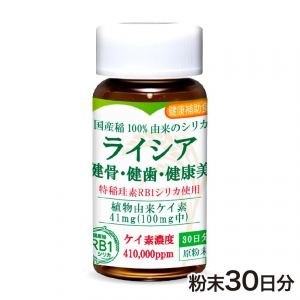 健康補助食
国産稲100%由来のシリカ
ライシア
健骨・健歯・健康美
特稲珪素RB1シリカ使用
植物由来ケイ素
41mg(100mg中)
ケイ素濃度
410,000ppm
30日分
原粉末
国産稲
RB1
シリカ
粉末30日分